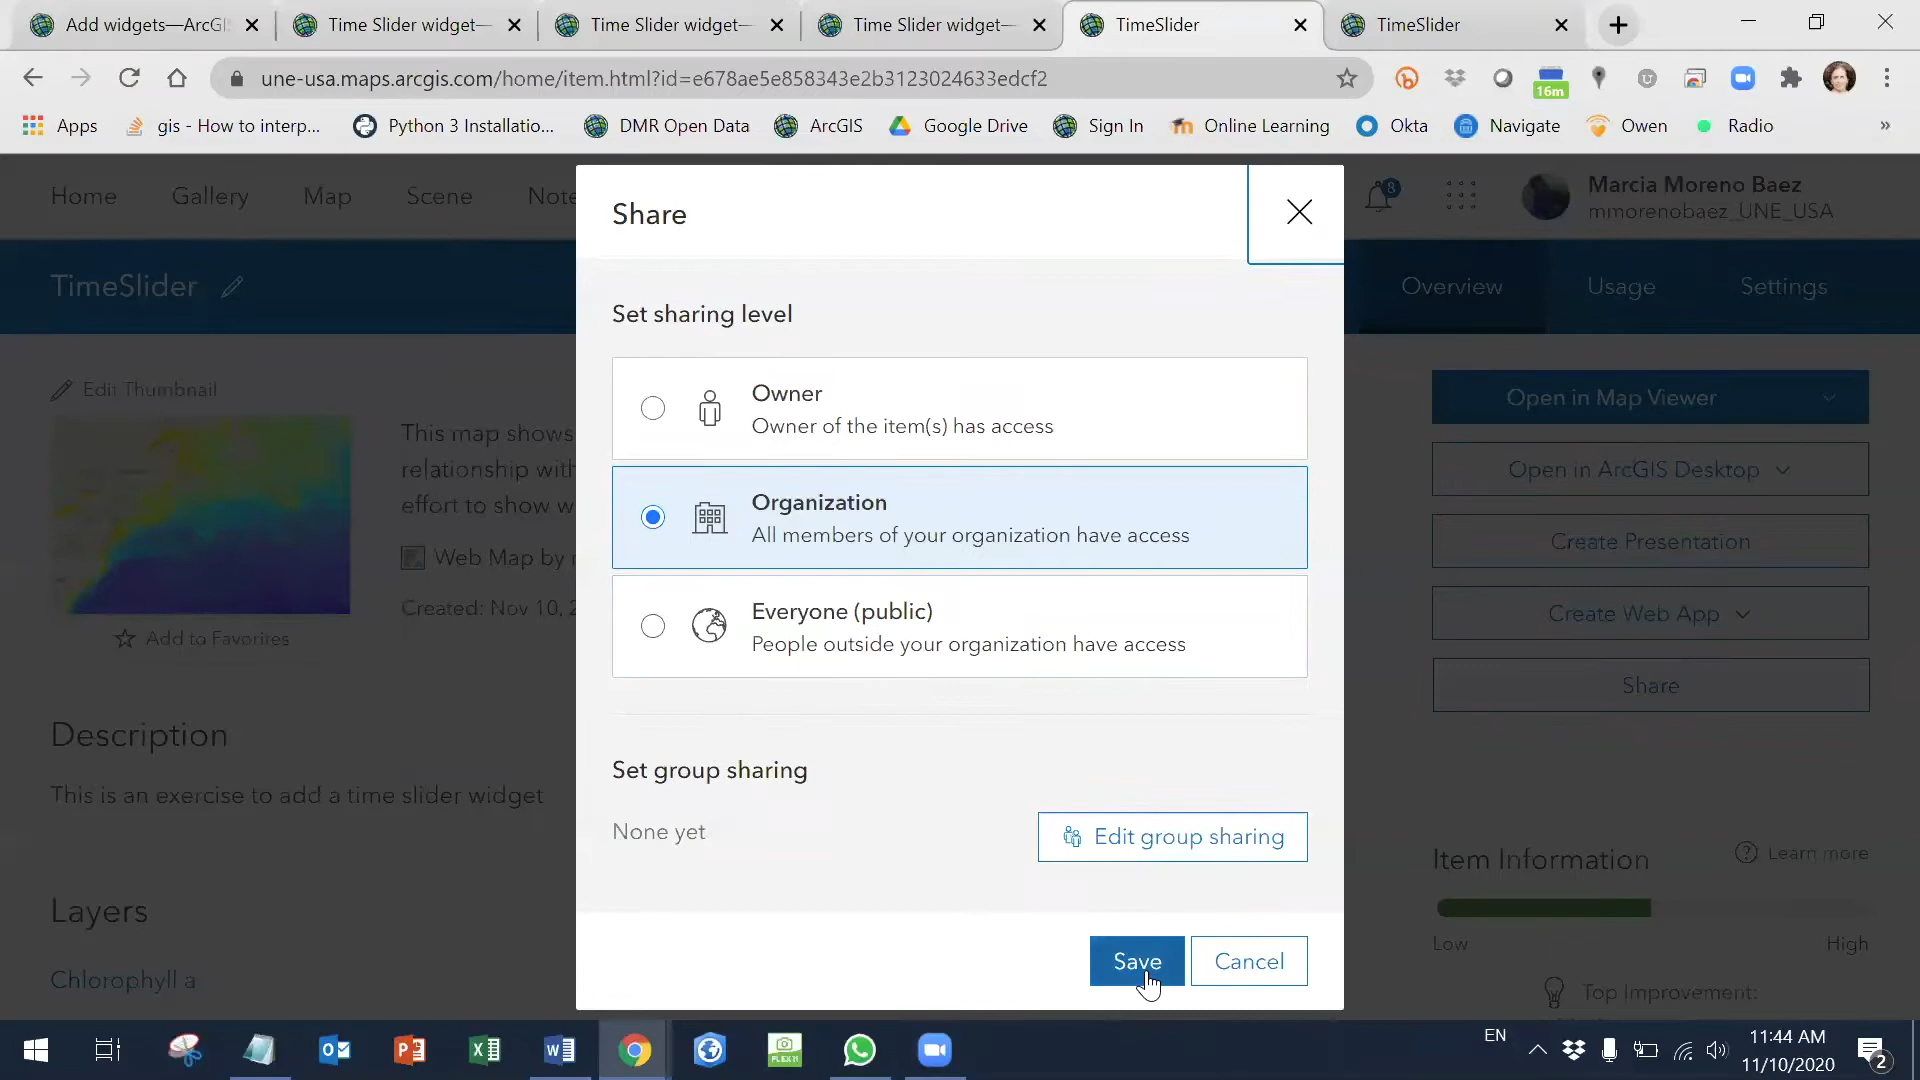 Add widgets—ArcGI
Time Slider widget—
Time Slider widget—
Time Slider widget—
TimeSlider
TimeSlider
une-usa.maps.arcgis.com/home/item.html?id=e678ae5e858343e2b3123024633edcf2
16m
Apps
gis - How to interp...
Python 3 Installatio...
DMR Open Data
ArcGIS
Google Drive
Sign In
Online Learning
Okta
Navigate
Owen
Radio
»
Home
Gallery
Map
Scene
Note
8
Marcia Moreno Baez
mmorenobaez_UNE_USA
TimeSlider
Overview
Usage
Settings
Edit Thumbnail
This map shows
relationship with
effort to show w
Web Map by
Created: Nov 10, 2
Add to Favorites
Description
This is an exercise to add a time slider widget
Layers
Chlorophyll a
Share
Set sharing level
Owner
Owner of the item(s) has access
Organization
All members of your organization have access
Everyone (public)
People outside your organization have access
Set group sharing
None yet
Edit group sharing
Save
Cancel
Open in Map Viewer
Open in ArcGIS Desktop
Create Presentation
Create Web App
Share
Item Information
Learn more
Low
High
Top Improvement:
EN
11:44 AM
11/10/2020
2